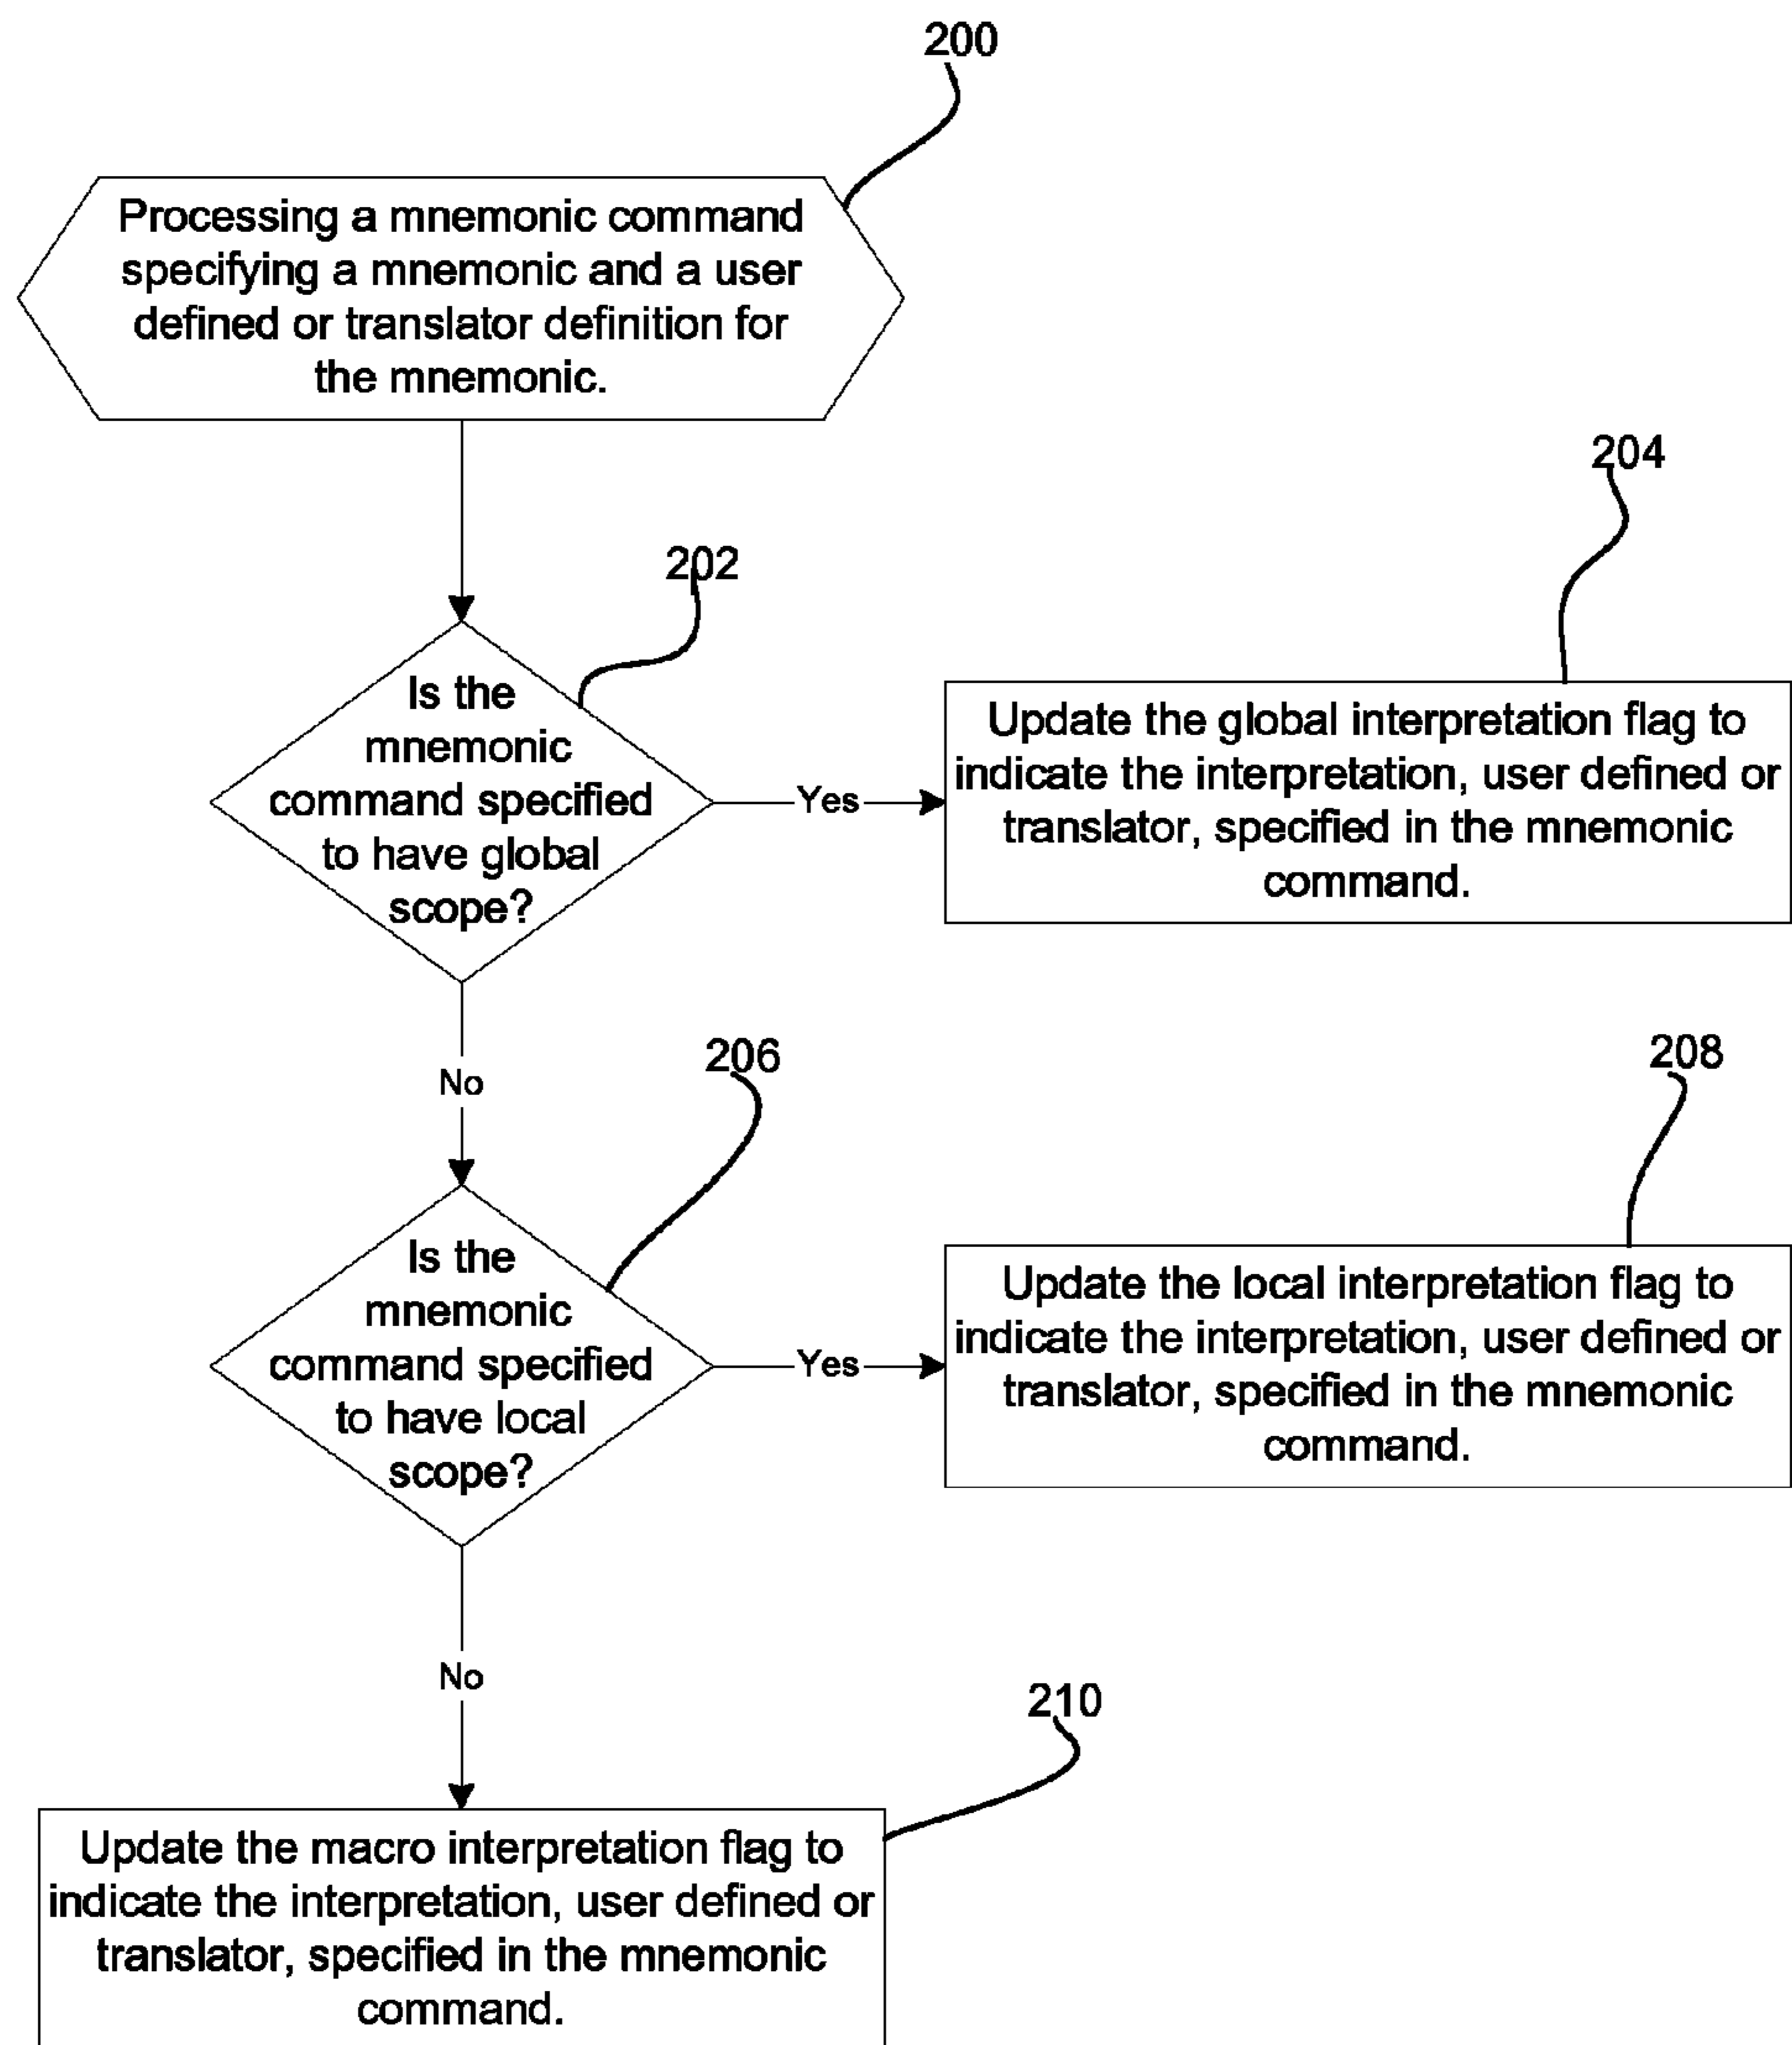 200
Processing a mnemonic command
specifying a mnemonic and a user
defined or translator definition for
the mnemonic.
204
202
Is the
mnemonic
command specified
to have global
scope?
Yes
Update the global interpretation flag to
indicate the interpretation, user defined or
translator, specified in the mnemonic
command.
No
206
208
Is the
mnemonic
command specified
to have local
scope?
Yes
Update the local interpretation flag to
indicate the interpretation, user defined or
translator, specified in the mnemonic
command.
No
210
Update the macro interpretation flag to
indicate the interpretation, user defined or
translator, specified in the mnemonic
command.